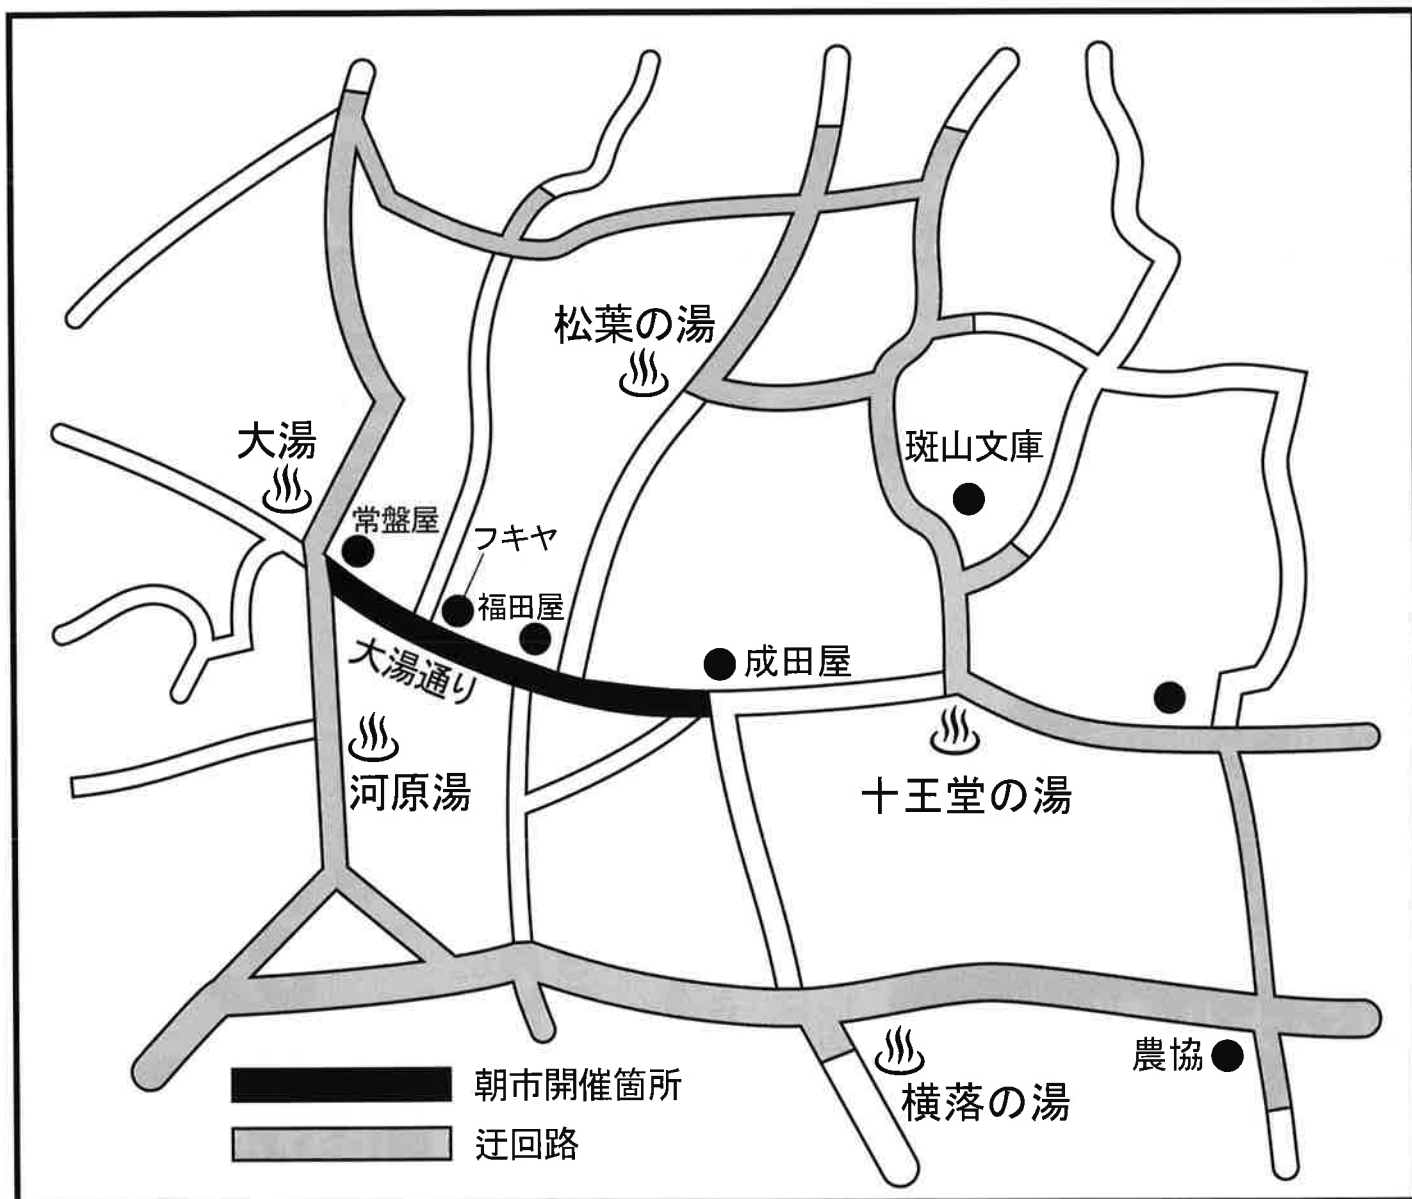 松葉の湯
大湯
斑山文庫
常盤屋
フキヤ
福田屋
成田屋
大湯通り
河原湯
十王堂の湯
農協
横落の湯
朝市開催箇所
迂回路